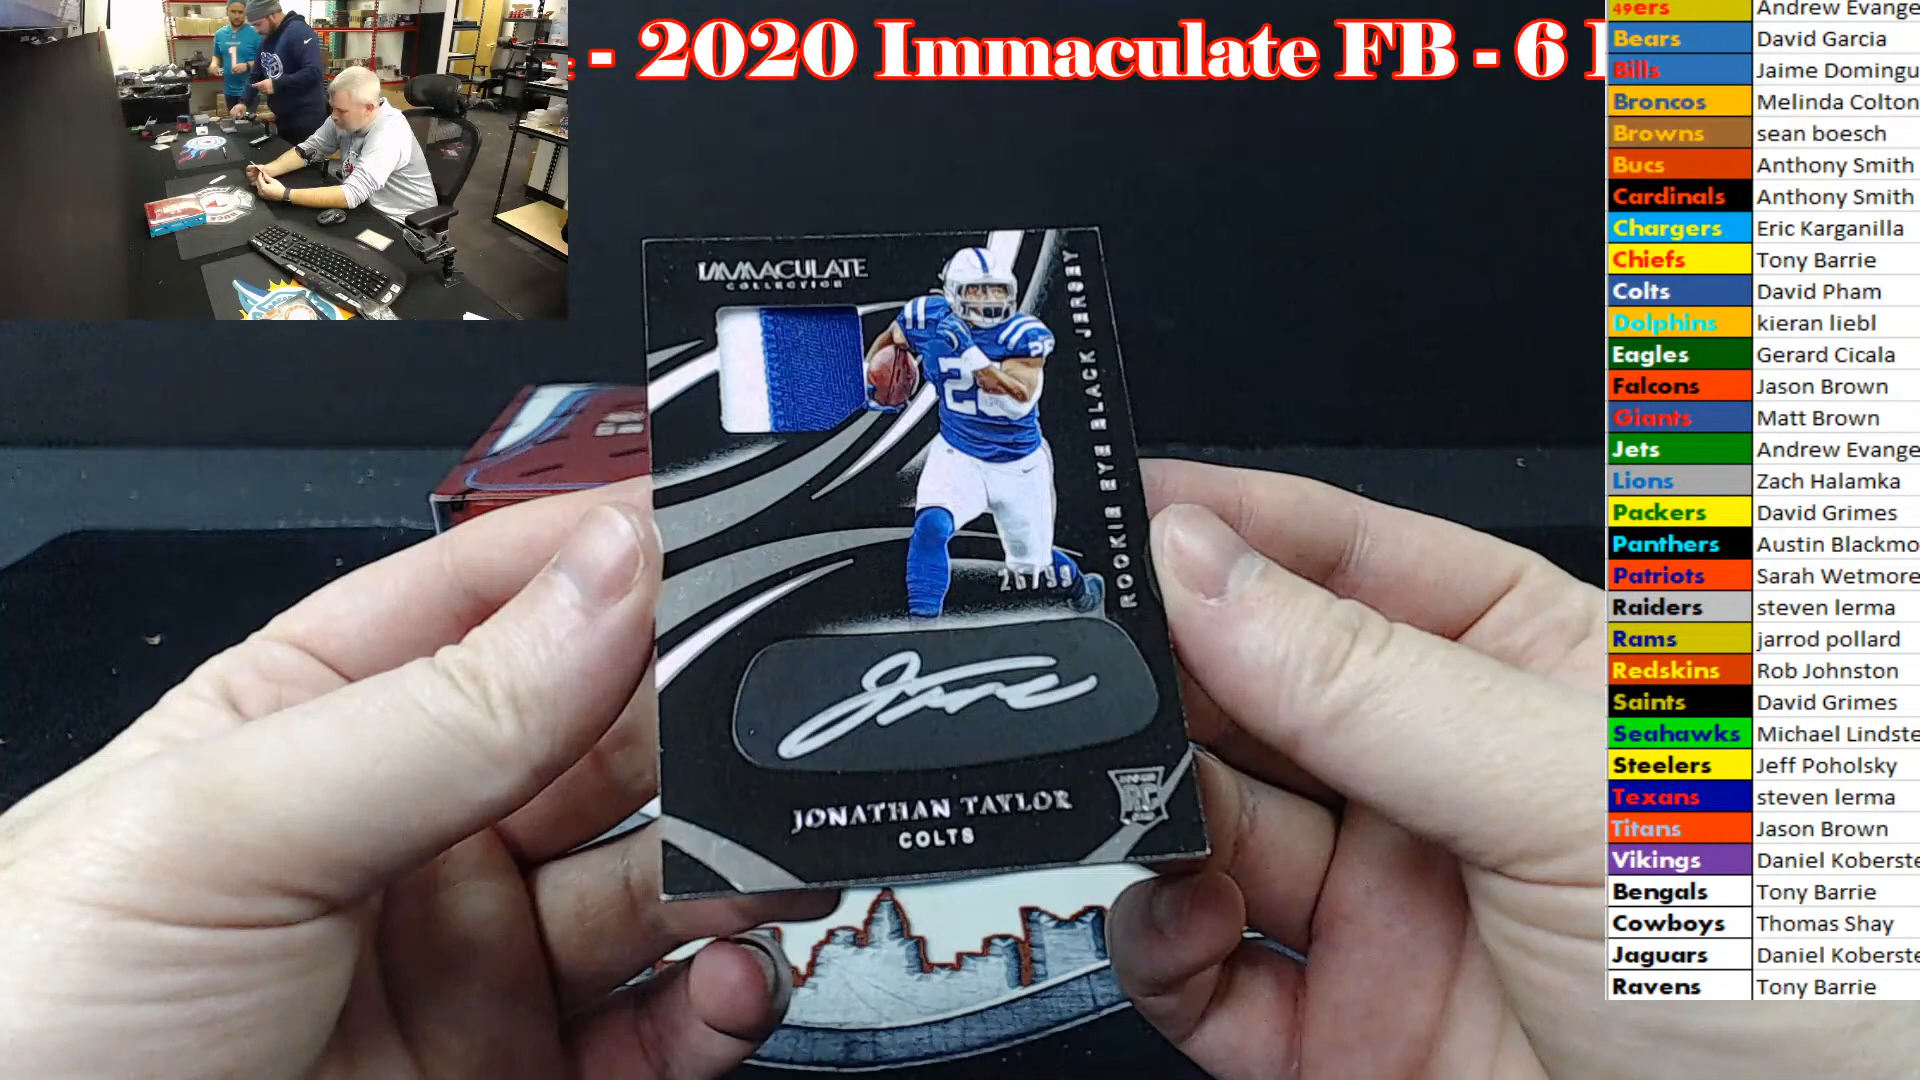 - 2020 Immaculate FB - 6
IMMACULATE
COLLECTION
ROOKIE EYE BLACK JERSEY
28
JONATHAN TAYLOR
COLTS
RC
49ers Andrew Evange
Bears David Garcia
Bills Jaime Domingu
Broncos Melinda Colton
Browns sean boesch
Bucs Anthony Smith
Cardinals Anthony Smith
Chargers Eric Karganilla
Chiefs Tony Barrie
Colts David Pham
Dolphins kieran liebl
Eagles Gerard Cicala
Falcons Jason Brown
Giants Matt Brown
Jets Andrew Evange
Lions Zach Halamka
Packers David Grimes
Panthers Austin Blackmo
Patriots Sarah Wetmore
Raiders steven lerma
Rams jarrod pollard
Redskins Rob Johnston
Saints David Grimes
Seahawks Michael Lindste
Steelers Jeff Poholsky
Texans steven lerma
Titans Jason Brown
Vikings Daniel Koberste
Bengals Tony Barrie
Cowboys Thomas Shay
Jaguars Daniel Koberste
Ravens Tony Barrie